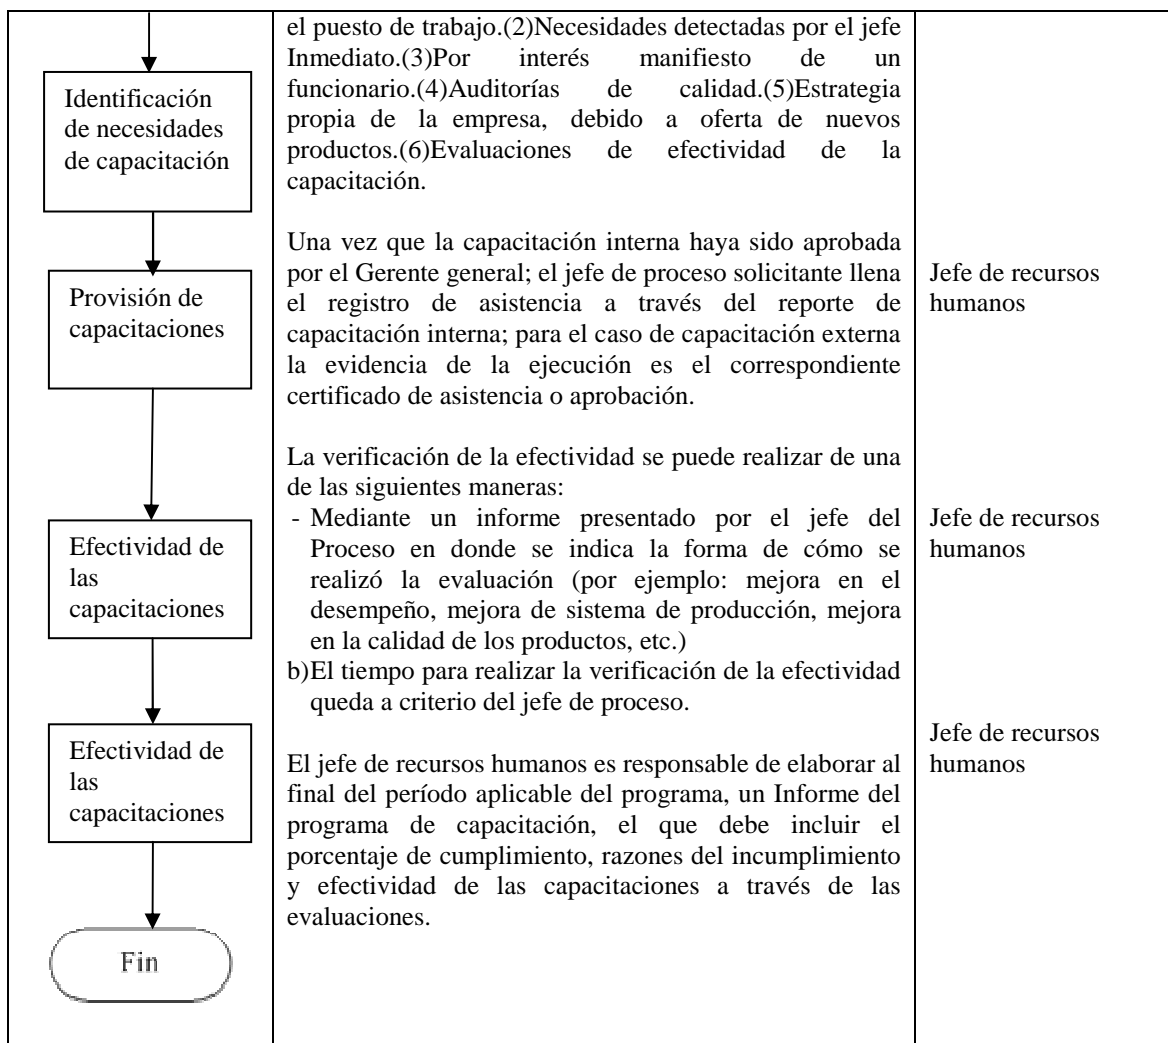 Identificación
de necesidades
de capacitación
el puesto de trabajo.(2)Necesidades detectadas por el jefe
Inmediato.(3)Por interés manifiesto de un
funcionario.(4)Auditorías de calidad.(5)Estrategia
propia de la empresa, debido a oferta de nuevos
productos.(6)Evaluaciones de efectividad de la
capacitación.
Provisión de
capacitaciones
Una vez que la capacitación interna haya sido aprobada
por el Gerente general; el jefe de proceso solicitante llena
el registro de asistencia a través del reporte de
capacitación interna; para el caso de capacitación externa
la evidencia de la ejecución es el correspondiente
certificado de asistencia o aprobación.
Jefe de recursos
humanos
Efectividad de
las
capacitaciones
La verificación de la efectividad se puede realizar de una
de las siguientes maneras:
- Mediante un informe presentado por el jefe del
Proceso en donde se indica la forma de cómo se
realizó la evaluación (por ejemplo: mejora en el
desempeño, mejora de sistema de producción, mejora
en la calidad de los productos, etc.)
b)El tiempo para realizar la verificación de la efectividad
queda a criterio del jefe de proceso.
Jefe de recursos
humanos
Efectividad de
las
capacitaciones
El jefe de recursos humanos es responsable de elaborar al
final del período aplicable del programa, un Informe del
programa de capacitación, el que debe incluir el
porcentaje de cumplimiento, razones del incumplimiento
y efectividad de las capacitaciones a través de las
evaluaciones.
Jefe de recursos
humanos
Fin